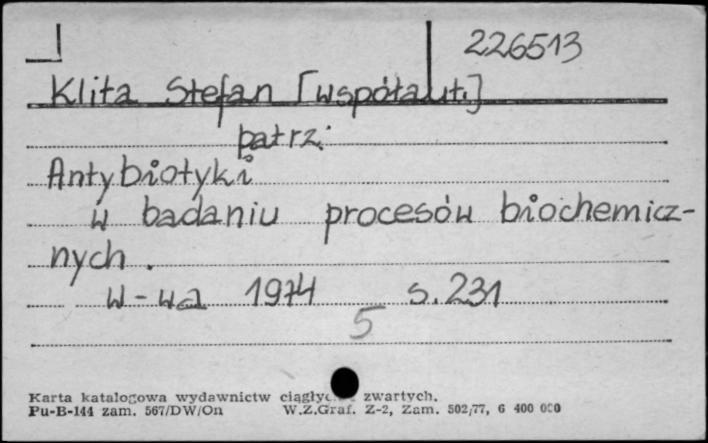 226513
Klita Stefan [współaut.]
patrz:
Antybiotyki
w badaniu procesów biochemicz-
nych.
W-wa 1974 s. 231
5
Karta katalogowa wydawnictw zwartych.
Pu-B-144 zam. 567/DW/On W.Z.Graf. Z-2, Zam. 502/77, 6 400 000